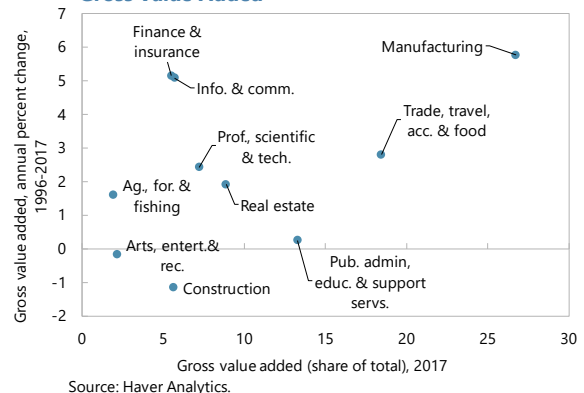 Gross Value Added
7
6
5
4
3
2
1
0
-1
-2
Gross value added, annual percent change,
1996-2017
Finance &
insurance
Info. & comm.
Manufacturing
Trade, travel,
acc. & food
Prof., scientific
& tech.
Ag., for. &
fishing
Real estate
Arts, entert.&
rec.
Construction
Pub. admin,
educ. & support
servs.
0 5 10 15 20 25 30
Gross value added (share of total), 2017
Source: Haver Analytics.